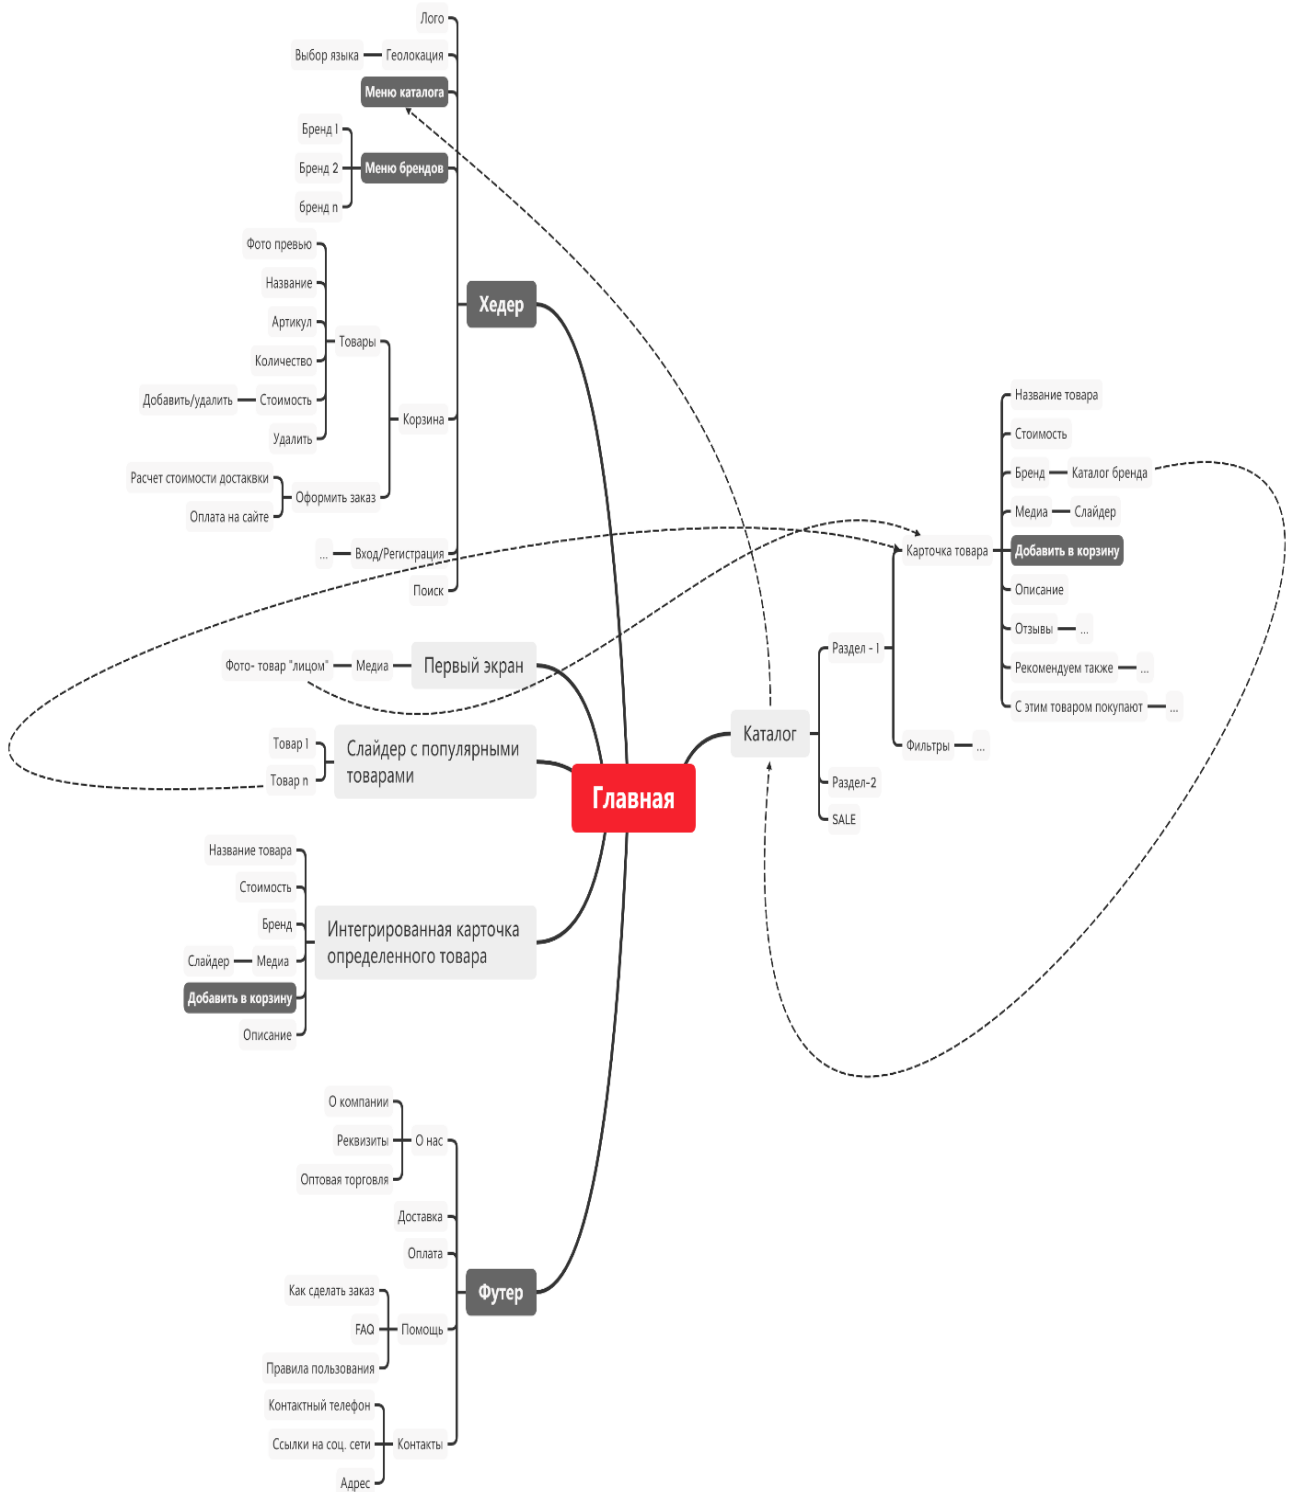 Лого
Выбор языка
Геолокация
Меню каталога
Бренд 1
Бренд 2
бренд n
Меню брендов
Фото превью
Название
Артикул
Количество
Добавить/удалить
Стоимость
Удалить
Товары
Корзина
Расчет стоимости достаквки
Оплата на сайте
Оформить заказ
...
Вход/Регистрация
Поиск
Хедер
Фото- товар "лицом"
Медиа
Первый экран
Товар 1
Товар n
Слайдер с популярными
товарами
Название товара
Стоимость
Бренд
Слайдер
Медиа
Добавить в корзину
Описание
Интегрированная карточка
определенного товара
О компании
Реквизиты
Оптовая торговля
О нас
Доставка
Оплата
Как сделать заказ
FAQ
Правила пользования
Помощь
Контактный телефон
Ссылки на соц. сети
Адрес
Контакты
Футер
Главная
Каталог
Раздел - 1
Раздел-2
SALE
Карточка товара
Фильтры
...
Название товара
Стоимость
Бренд
Каталог бренда
Медиа
Слайдер
Добавить в корзину
Описание
Отзывы
...
Рекомендуем также
...
С этим товаром покупают
...